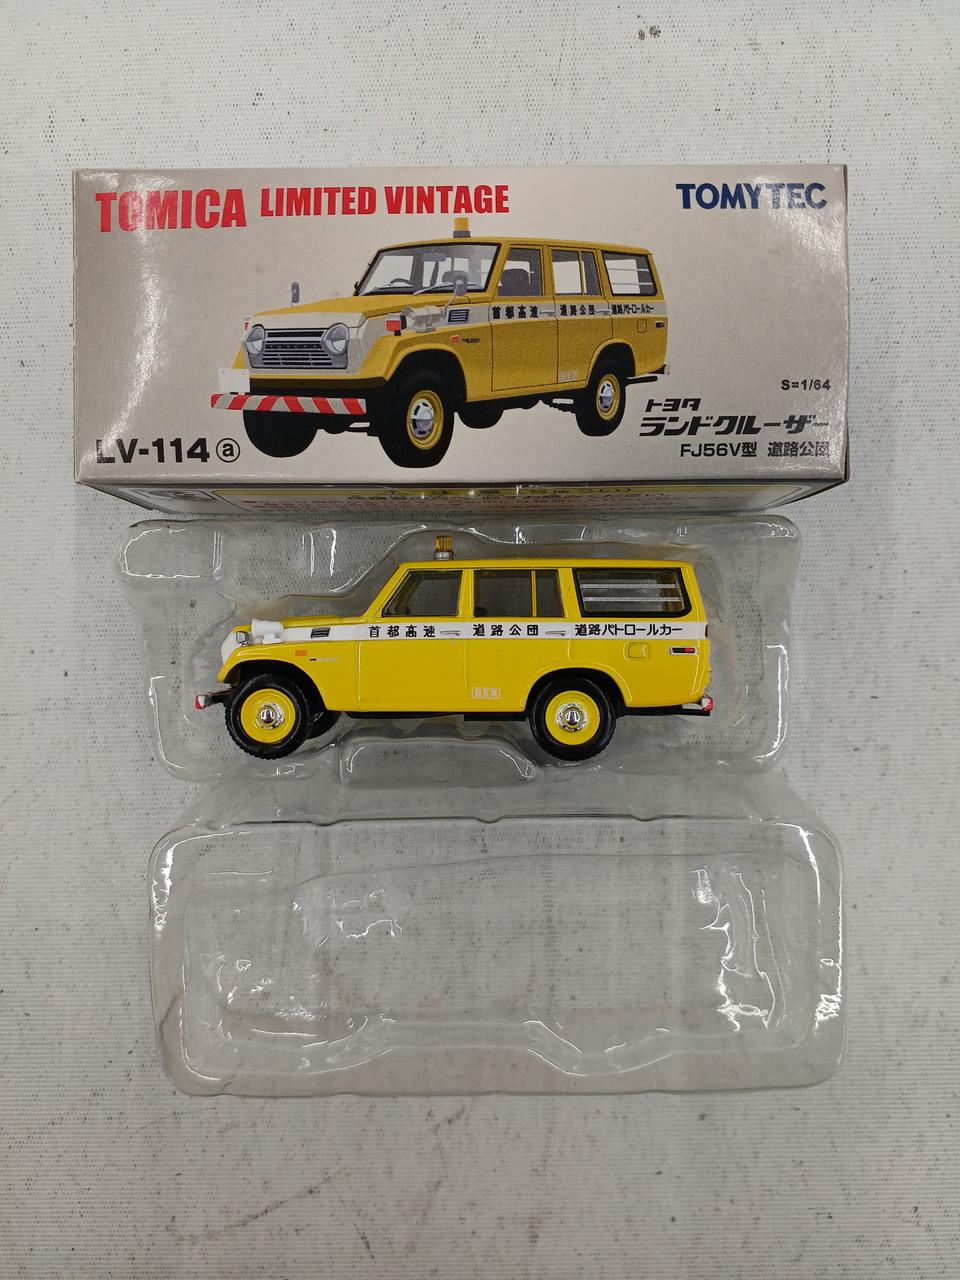 TOMICA LIMITED VINTAGE
TOMYTEC
首都高速 道路公団 道路パトロールカー
S=1/64
トヨタ
ランドクルーザー
LV-114 ⓐ
FJ56V型 道路公団
首都高速 道路公団 道路パトロールカー